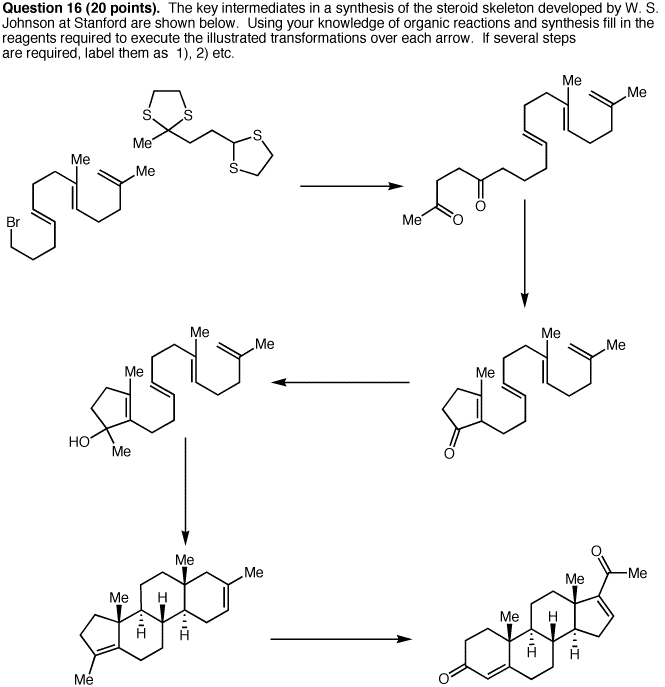 Question 16 (20 points). The key intermediates in a synthesis of the steroid skeleton developed by W. S.
Johnson at Stanford are shown below. Using your knowledge of organic reactions and synthesis fill in the
reagents required to execute the illustrated transformations over each arrow. If several steps
are required, label them as 1), 2) etc.
Me
Me
S
S
S
Me
S
Me
Me
Br
Me
O
O
Me
Me
Me
HO
Me
Me
Me
Me
O
Me
Me
Me
H
H
H
Me
O
Me
Me
Me
H
H
H
O